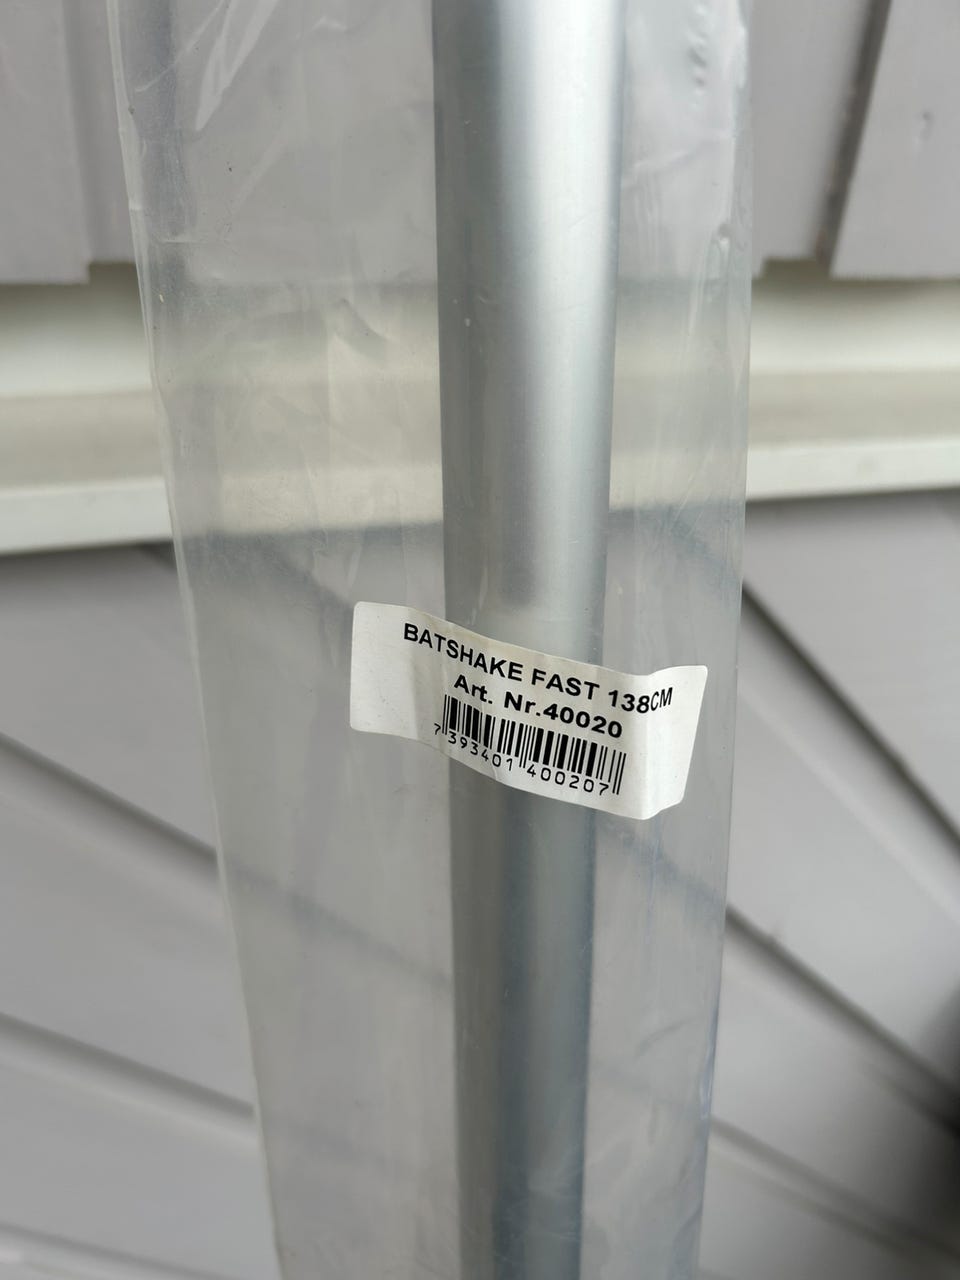 BATSHAKE FAST 138CM
Art. Nr.40020
7 393401 400207